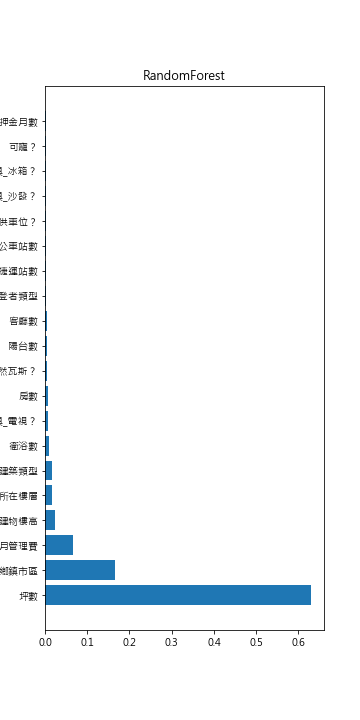 RandomForest
押金月數
可寵？
_冰箱？
_沙發？
供車位？
公車站數
捷運站數
登者類型
客廳數
陽台數
然瓦斯？
房數
_電視？
衛浴數
建築類型
所在樓層
建物樓高
月管理費
鄉鎮市區
坪數
0.0 0.1 0.2 0.3 0.4 0.5 0.6